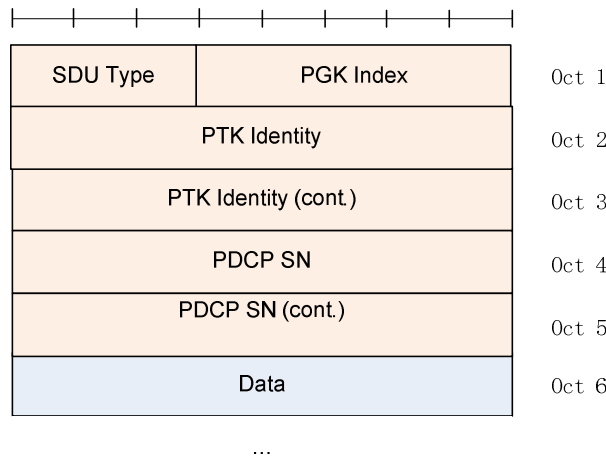 SDU Type PGK Index Oct 1
PTK Identity Oct 2
PTK Identity (cont.) Oct 3
PDCP SN Oct 4
PDCP SN (cont.) Oct 5
Data Oct 6
...